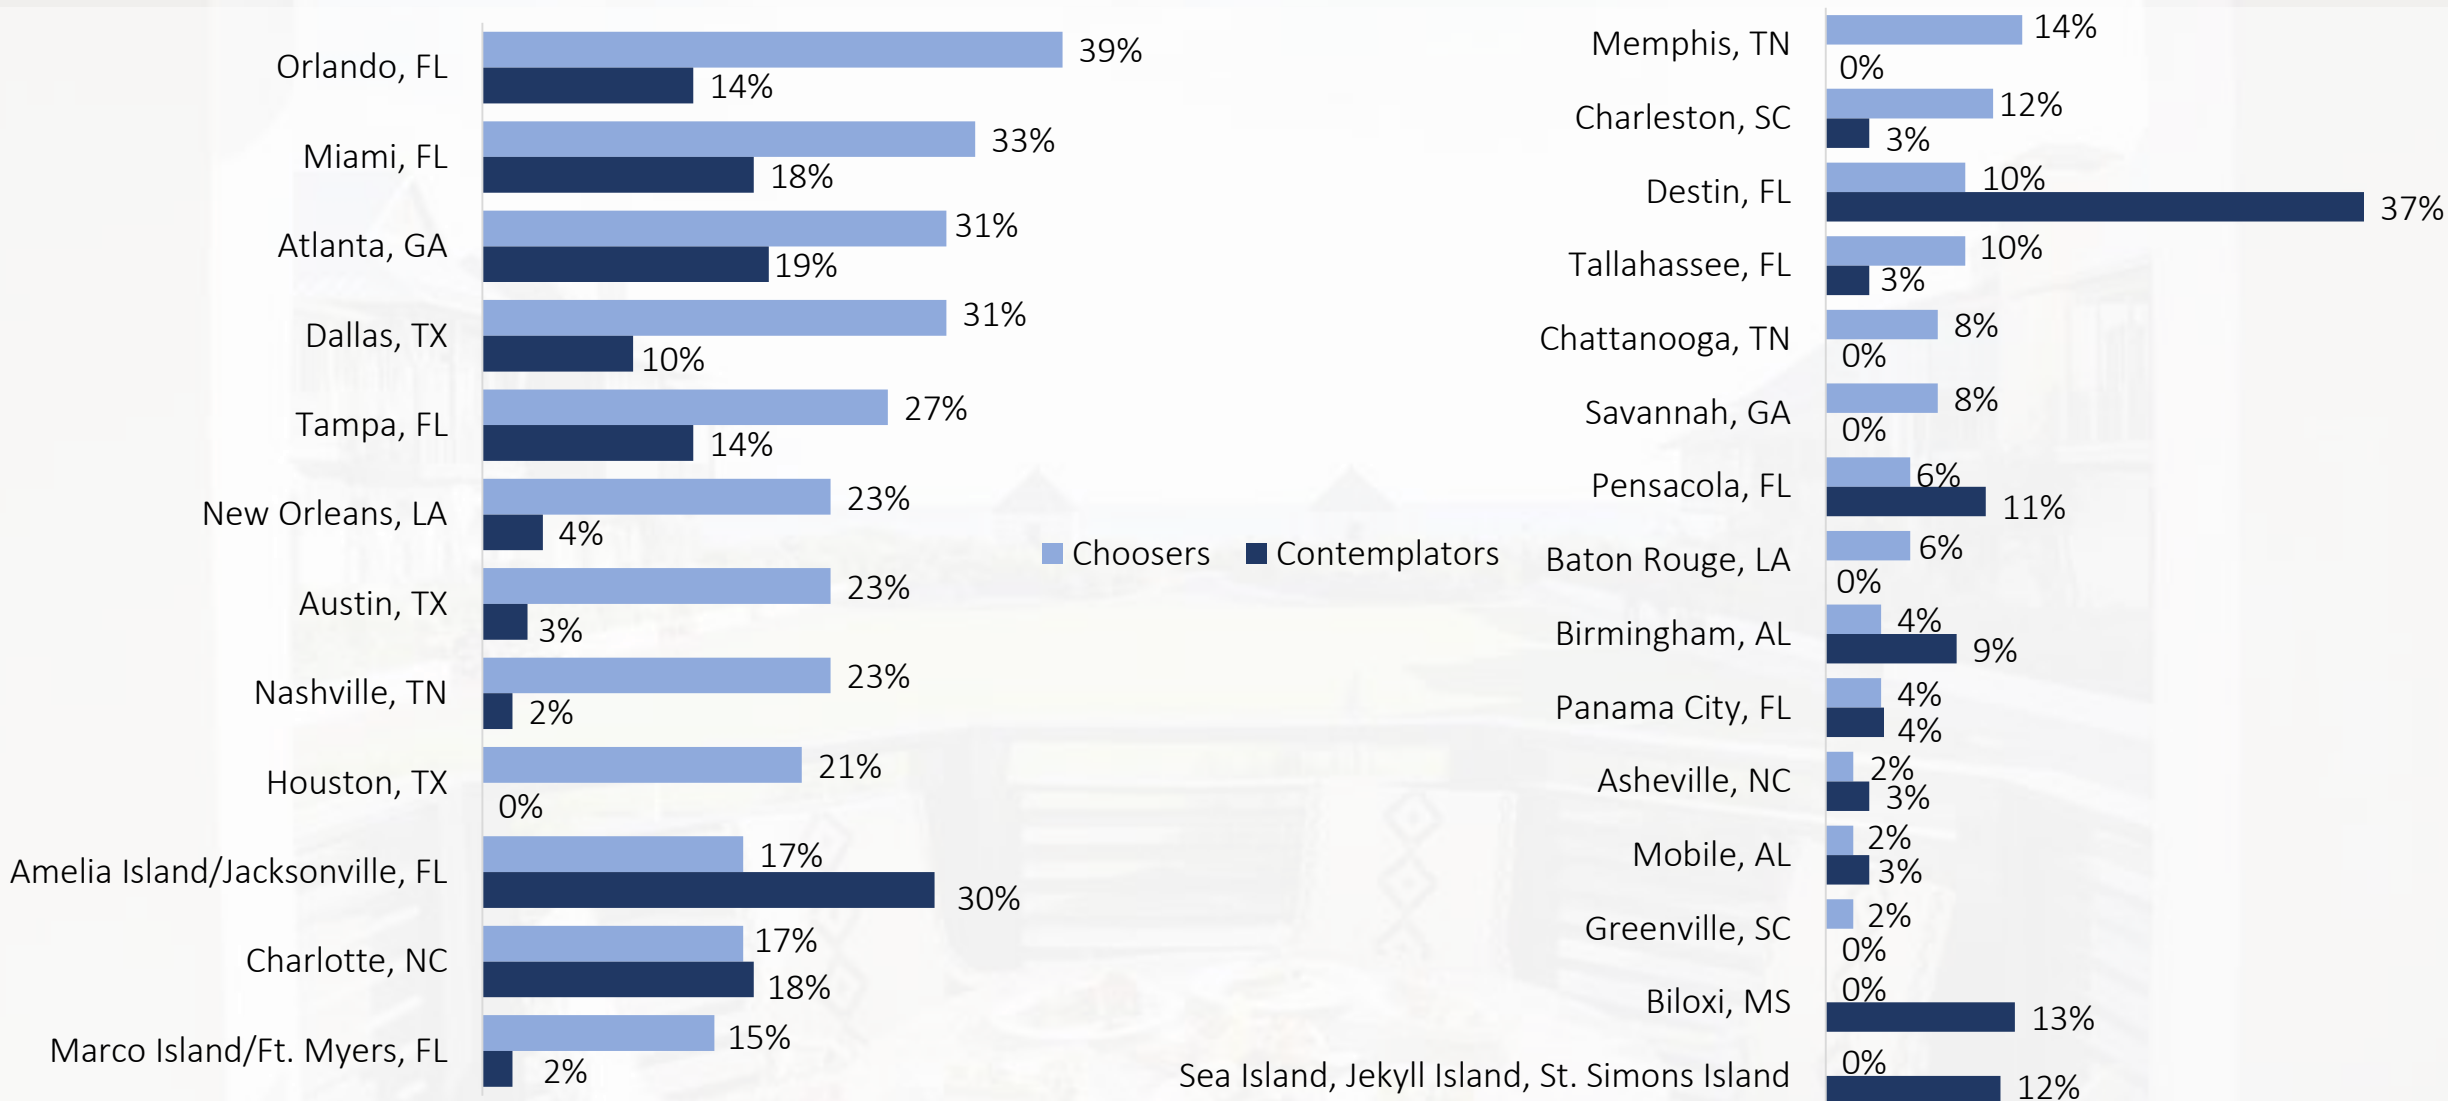 Orlando, FL
39%
14%
Miami, FL
33%
18%
Atlanta, GA
31%
19%
Dallas, TX
31%
10%
Tampa, FL
27%
14%
New Orleans, LA
23%
4%
Austin, TX
23%
3%
Nashville, TN
23%
2%
Houston, TX
21%
0%
Amelia Island/Jacksonville, FL
17%
30%
Charlotte, NC
17%
18%
Marco Island/Ft. Myers, FL
15%
2%
Choosers
Contemplators
Memphis, TN
14%
0%
Charleston, SC
12%
3%
Destin, FL
10%
37%
Tallahassee, FL
10%
3%
Chattanooga, TN
8%
0%
Savannah, GA
8%
0%
Pensacola, FL
6%
11%
Baton Rouge, LA
6%
0%
Birmingham, AL
4%
9%
Panama City, FL
4%
4%
Asheville, NC
2%
3%
Mobile, AL
2%
3%
Greenville, SC
2%
0%
Biloxi, MS
0%
13%
Sea Island, Jekyll Island, St. Simons Island
0%
12%